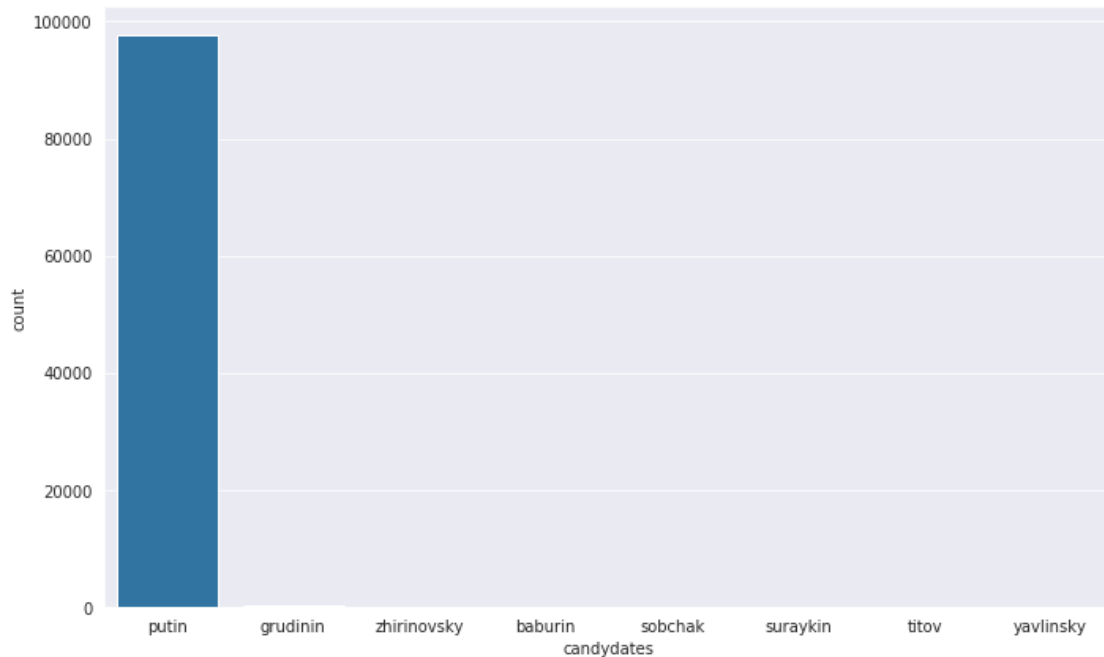 100000
80000
60000
40000
20000
0
count
putin grudinin zhirinovsky baburin sobchak suraykin titov yavlinsky
candydates